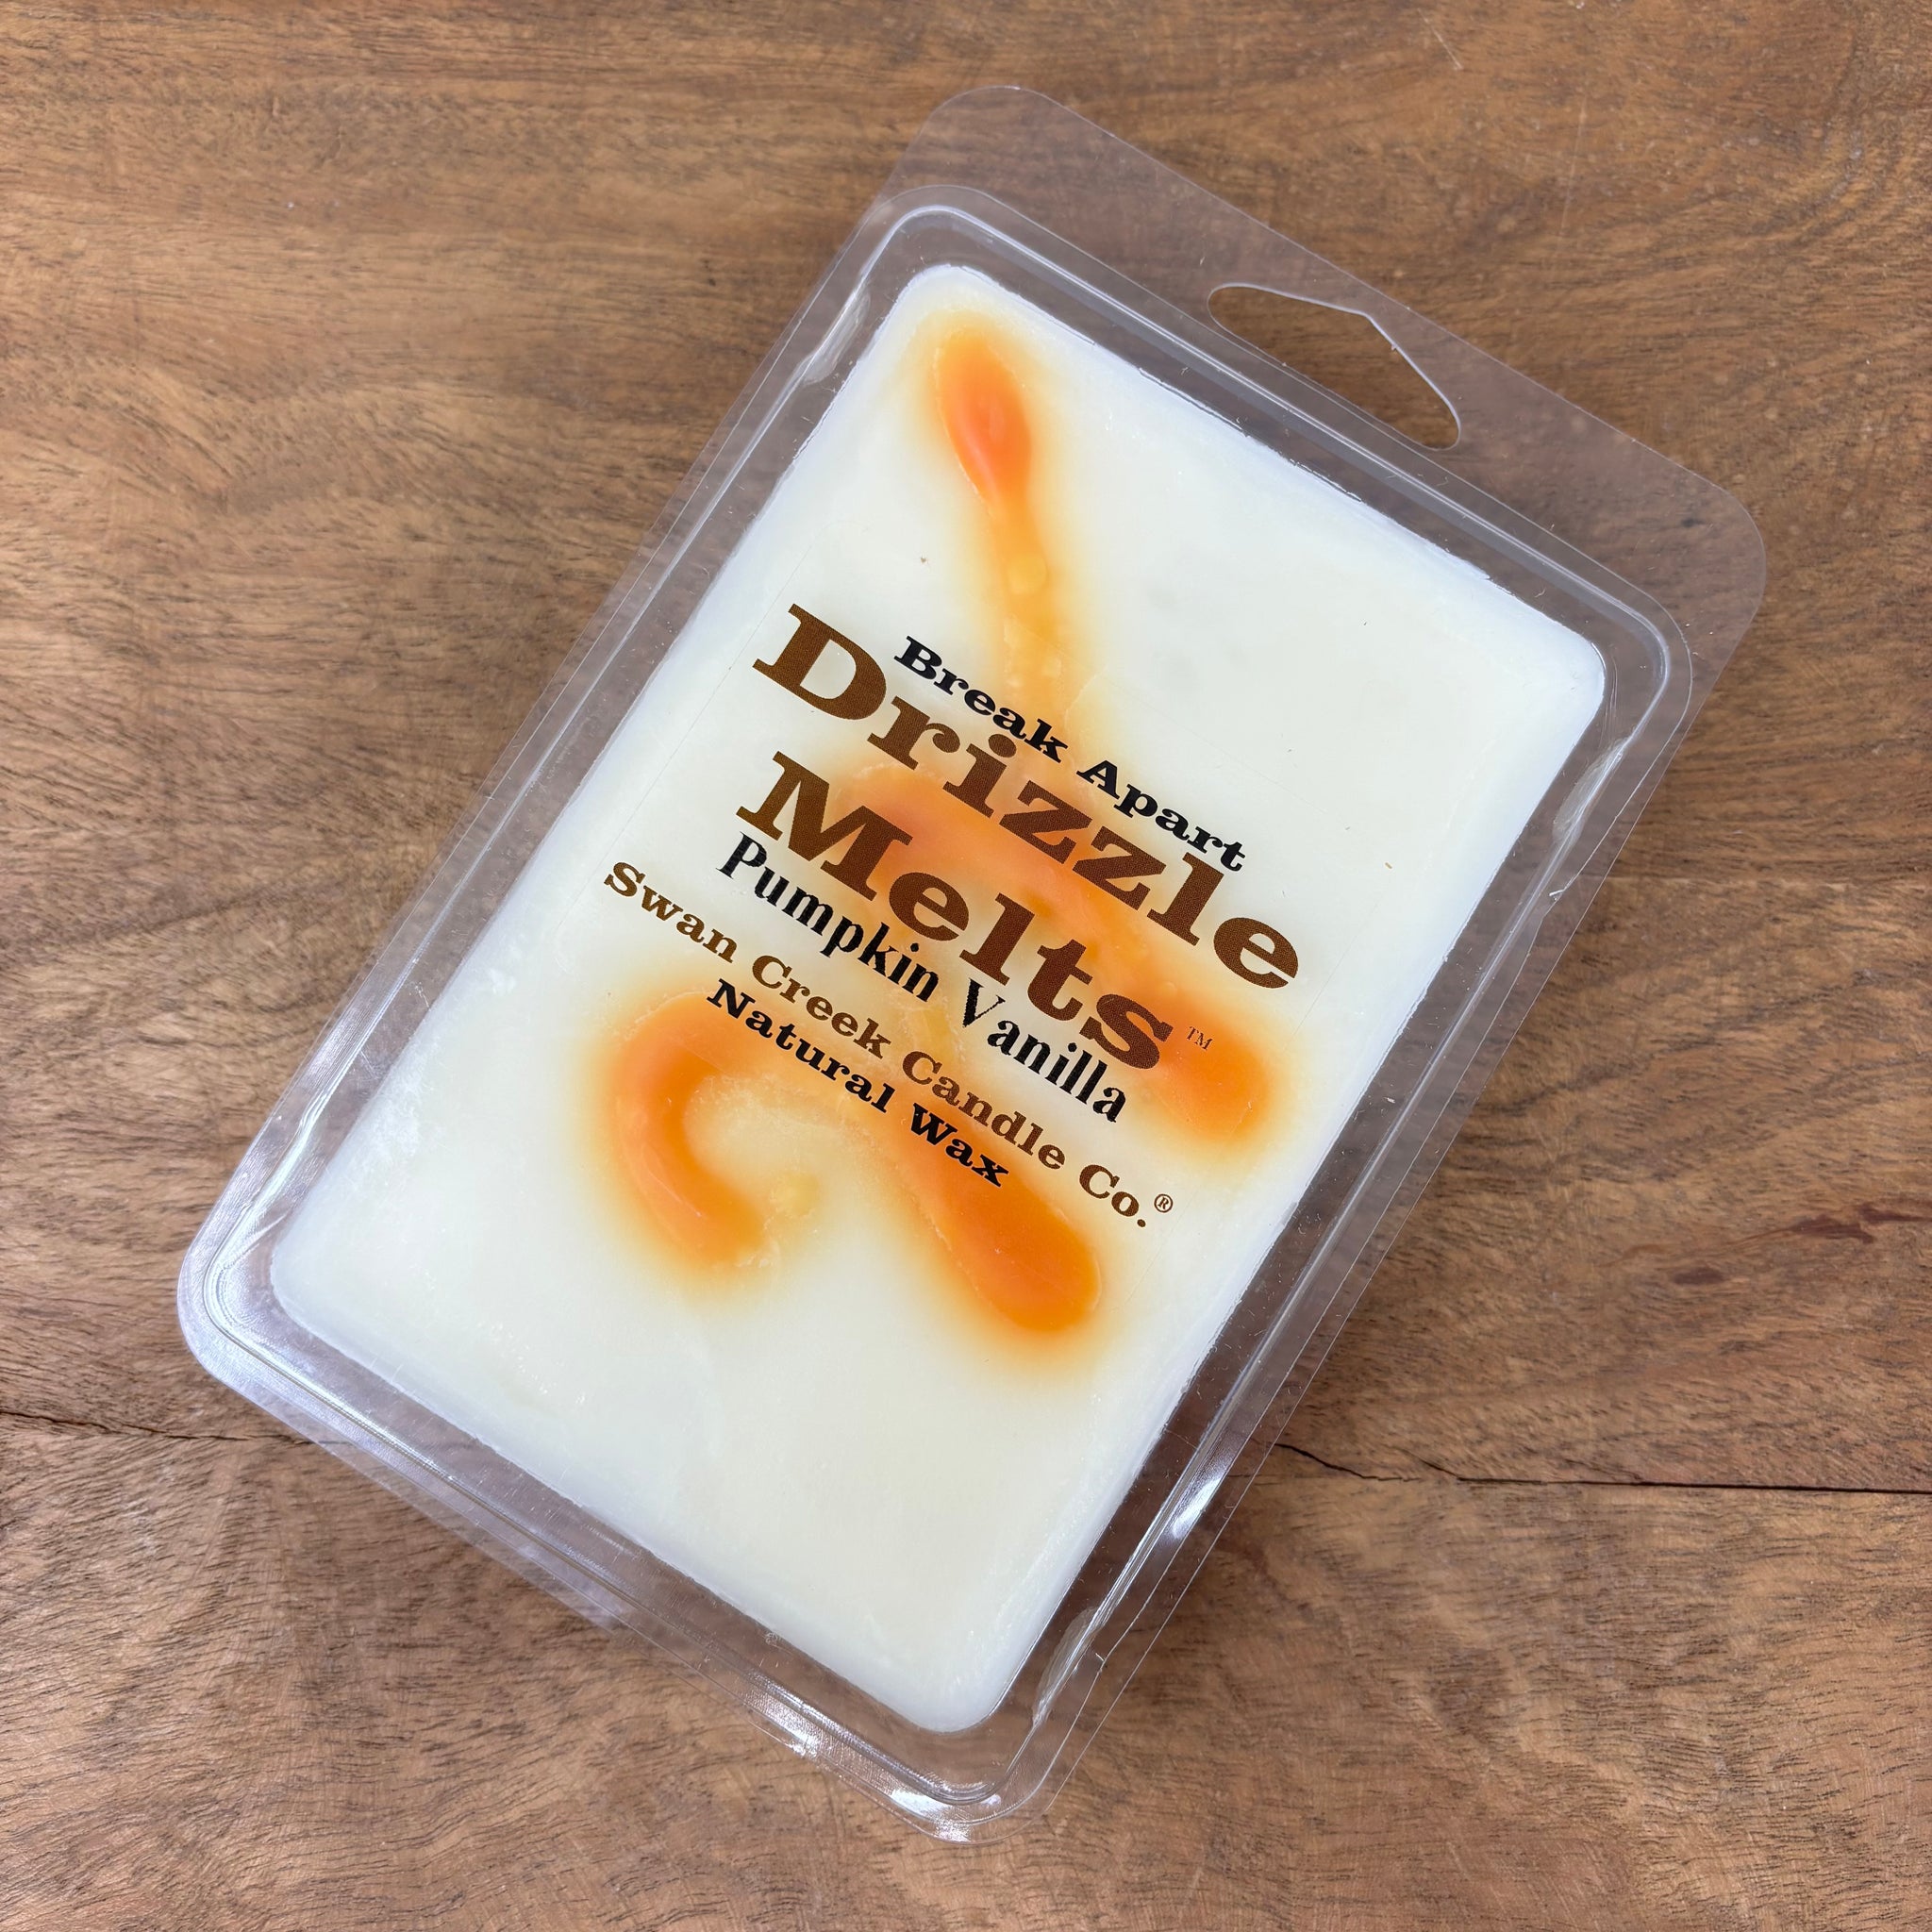 Break Apart
Drizzle
Melts™
Pumpkin Vanilla
Swan Creek Candle Co.®
Natural Wax